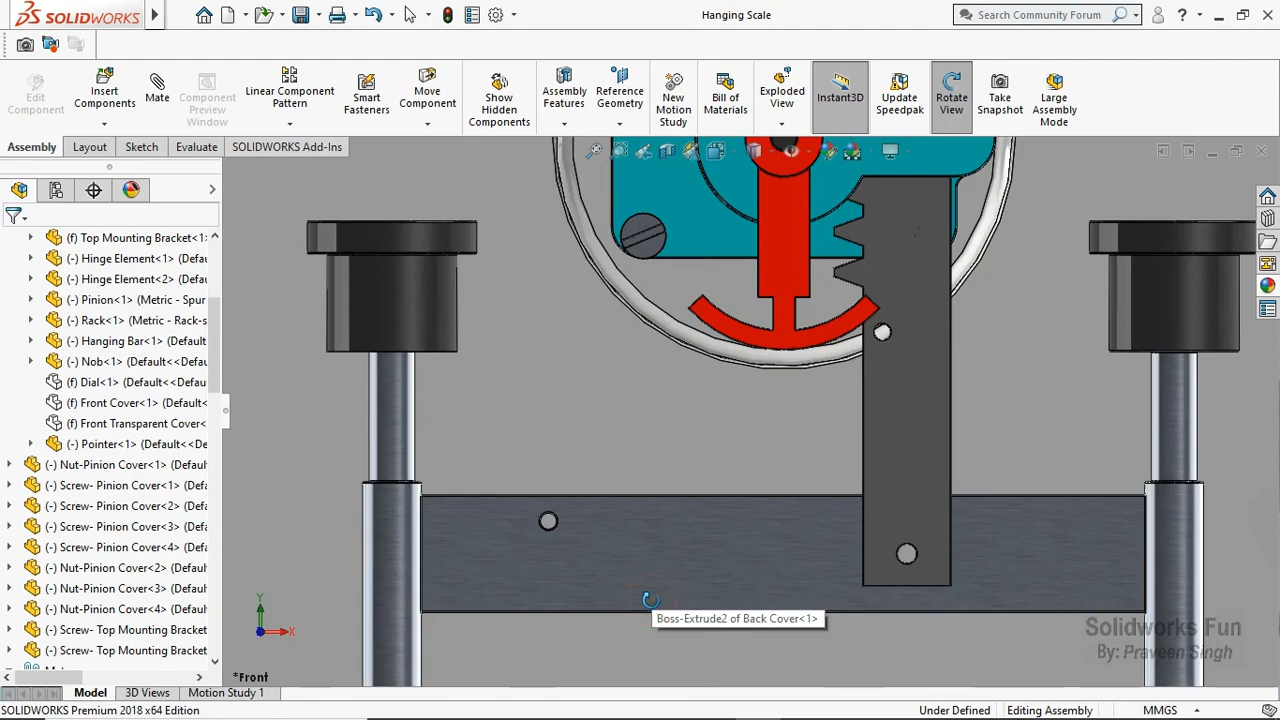 SOLIDWORKS
Hanging Scale
Search Community Forum
?
Edit
Component
Insert
Components
Mate
Component
Preview
Window
Linear Component
Pattern
Smart
Fasteners
Move
Component
Show
Hidden
Components
Assembly
Features
Reference
Geometry
New
Motion
Study
Bill of
Materials
Exploded
View
Instant3D
Update
Speedpak
Rotate
View
Take
Snapshot
Large
Assembly
Mode
Assembly
Layout
Sketch
Evaluate
SOLIDWORKS Add-Ins
(f) Top Mounting Bracket<1>
(-) Hinge Element<1> (Defau
(-) Hinge Element<2> (Defau
(-) Pinion<1> (Metric - Spur
(-) Rack<1> (Metric - Rack-s
(-) Hanging Bar<1> (Default
(-) Nob<1> (Default<<Defau
(f) Dial<1> (Default<<Defau
(f) Front Cover<1> (Default<
(f) Front Transparent Cover<
(-) Pointer<1> (Default<<De
(-) Nut-Pinion Cover<1> (Defaul
(-) Screw- Pinion Cover<1> (Defa
(-) Screw- Pinion Cover<2> (Defa
(-) Screw- Pinion Cover<3> (Defa
(-) Screw- Pinion Cover<4> (Defa
(-) Nut-Pinion Cover<2> (Defaul
(-) Nut-Pinion Cover<3> (Defaul
(-) Nut-Pinion Cover<4> (Defaul
(-) Screw- Top Mounting Bracket
(-) Screw- Top Mounting Bracket
Boss-Extrude2 of Back Cover<1>
Y
X
*Front
Solidworks Fun
By: Praveen Singh
Model
3D Views
Motion Study 1
SOLIDWORKS Premium 2018 x64 Edition
Under Defined
Editing Assembly
MMGS